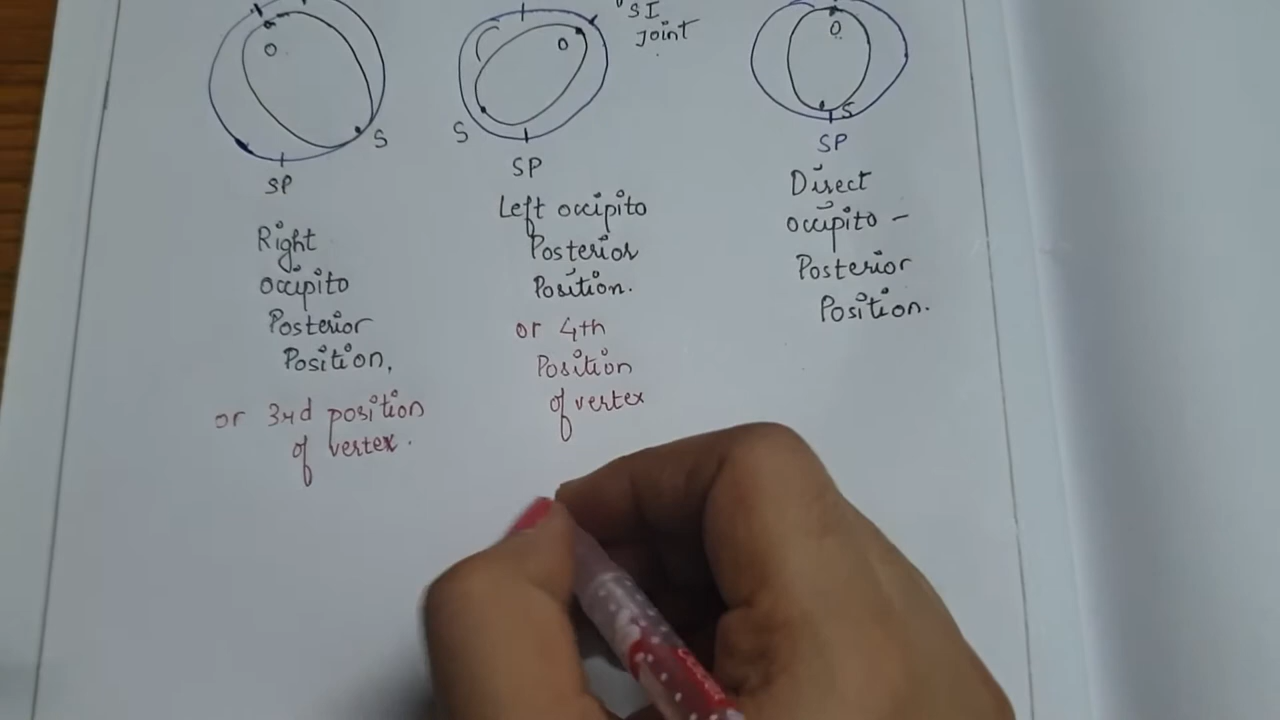 O
S
SP
Right
occipito
Posterior
Position,
or 3rd position
of vertex.
O
S
SP
SI
Joint
Left occipito
Posterior
Position.
or 4th
Position
of vertex
O
S
SP
Direct
occipito -
Posterior
Position.